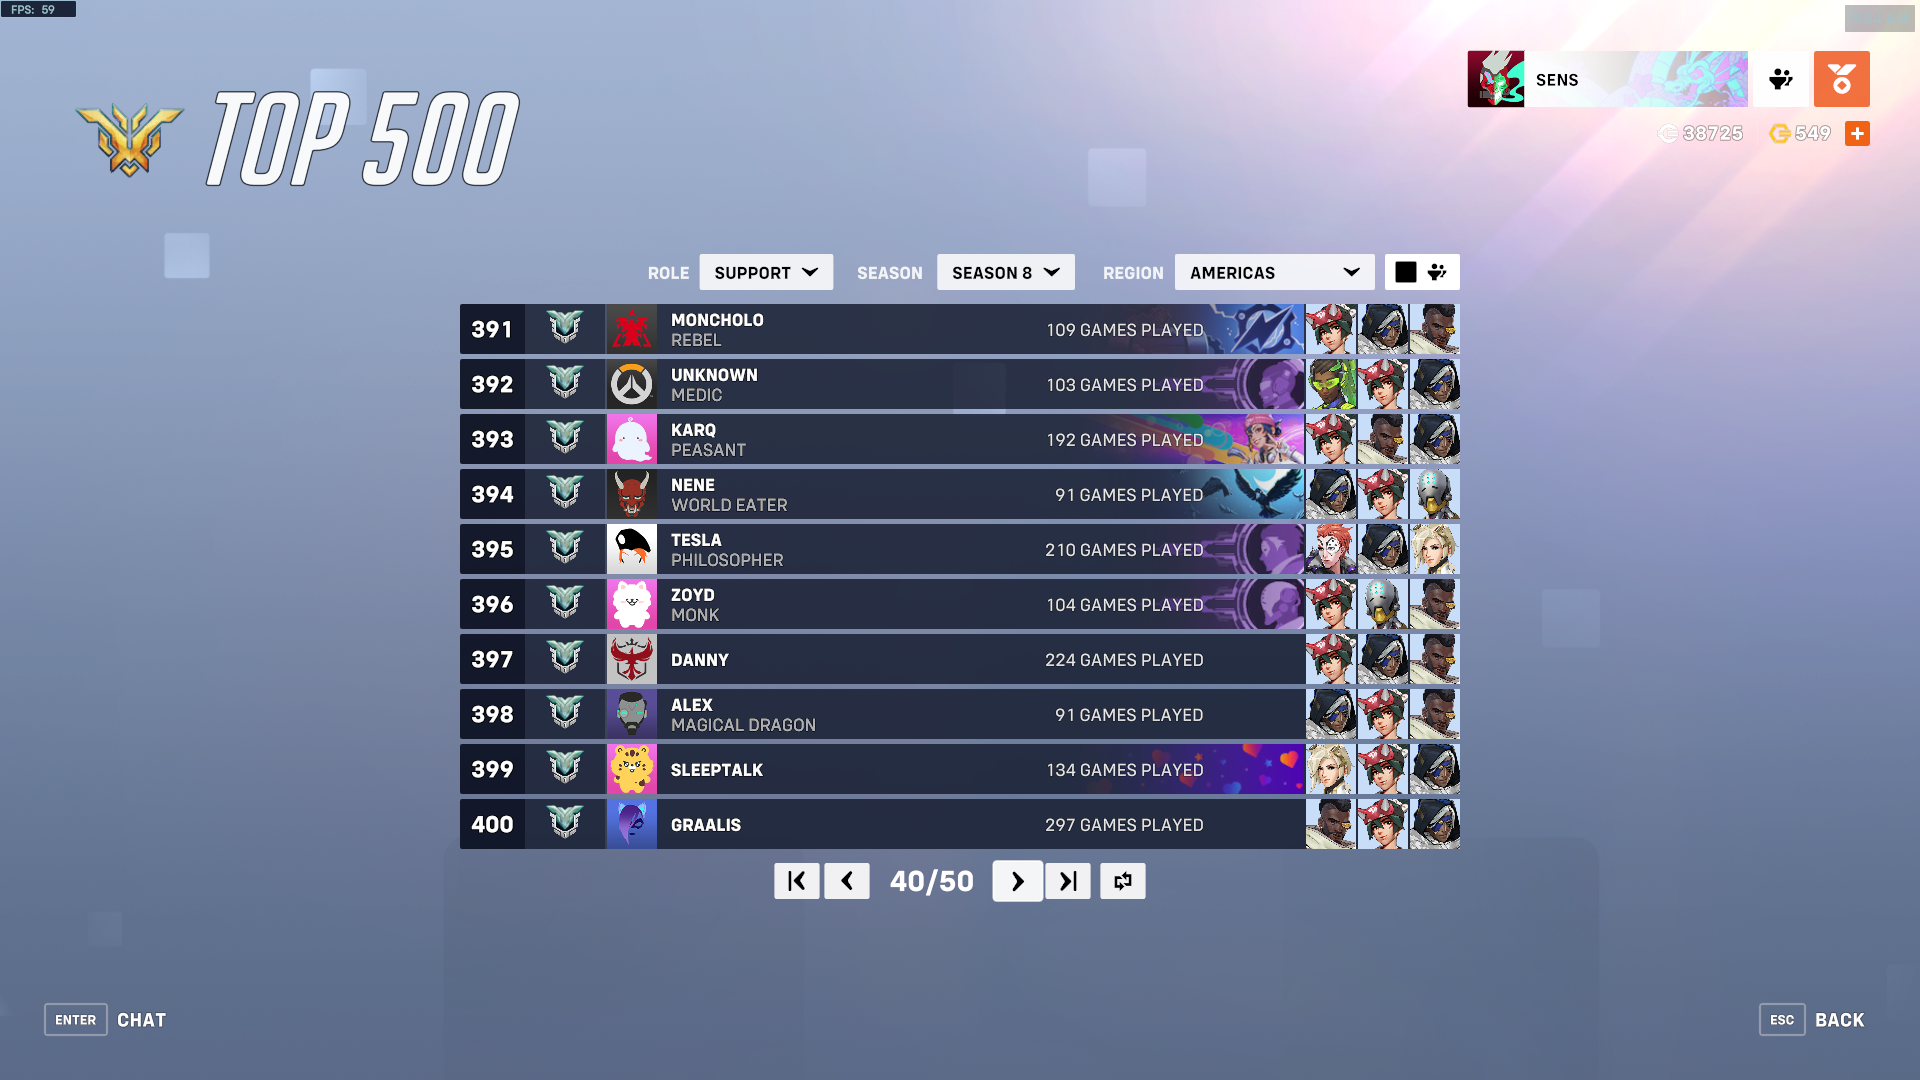 FPS: 59
SENS
38725 549
TOP 500
ROLE SUPPORT SEASON SEASON 8 REGION AMERICAS
391 MONCHOLO 109 GAMES PLAYED
REBEL
392 UNKNOWN 103 GAMES PLAYED
MEDIC
393 KARQ 192 GAMES PLAYED
PEASANT
394 NENE 91 GAMES PLAYED
WORLD EATER
395 TESLA 210 GAMES PLAYED
PHILOSOPHER
396 ZOYD 104 GAMES PLAYED
MONK
397 DANNY 224 GAMES PLAYED
398 ALEX 91 GAMES PLAYED
MAGICAL DRAGON
399 SLEEPTALK 134 GAMES PLAYED
400 GRAALIS 297 GAMES PLAYED
40/50
ENTER CHAT
ESC BACK